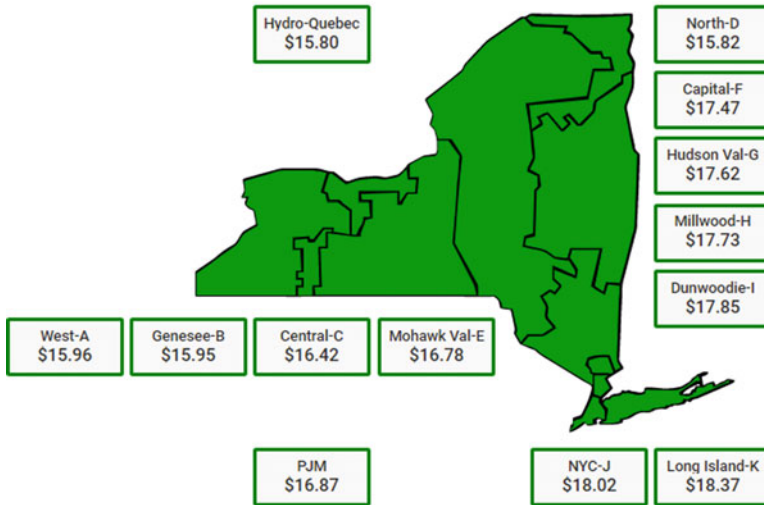 Hydro-Quebec
$15.80
North-D
$15.82
Capital-F
$17.47
Hudson Val-G
$17.62
Millwood-H
$17.73
Dunwoodie-I
$17.85
West-A
$15.96
Genesee-B
$15.95
Central-C
$16.42
Mohawk Val-E
$16.78
PJM
$16.87
NYC-J
$18.02
Long Island-K
$18.37